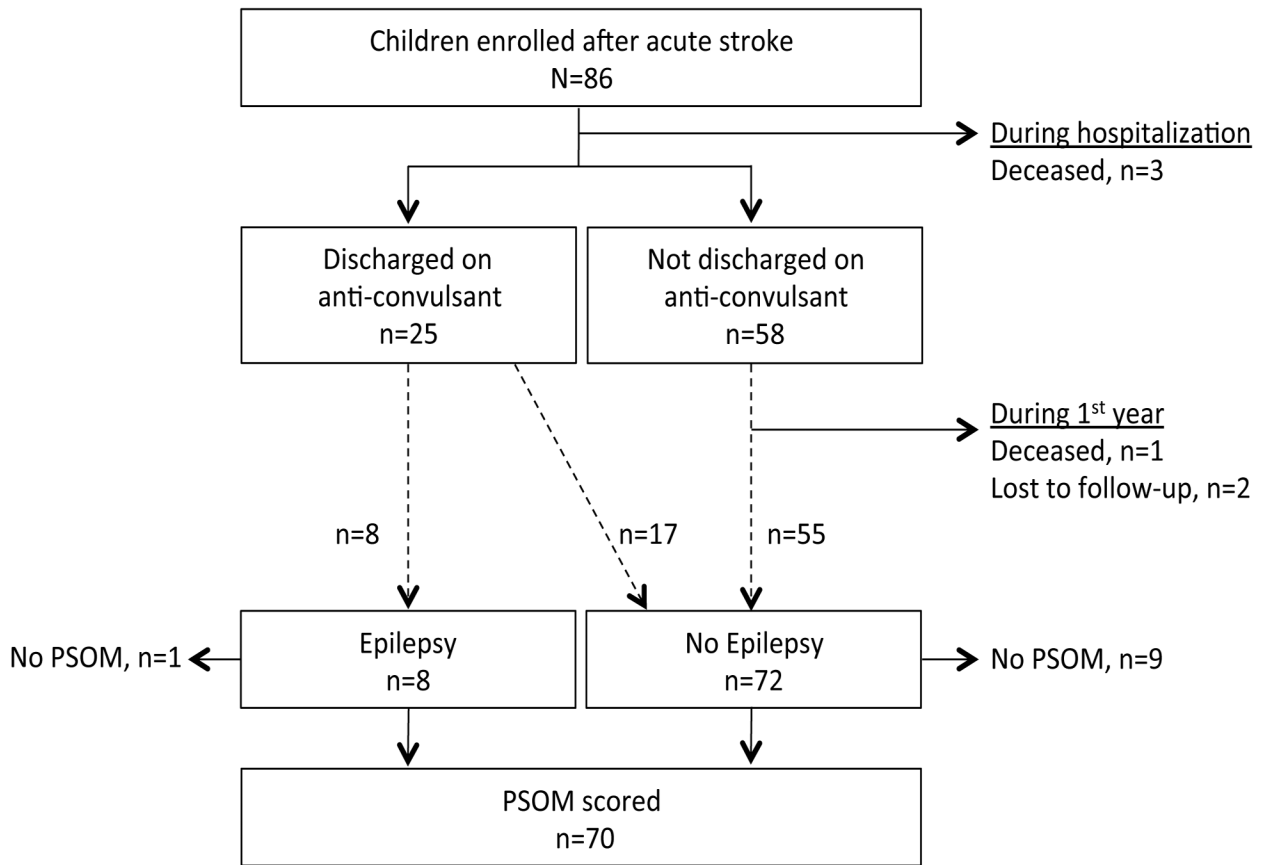 Children enrolled after acute stroke
N=86
During hospitalization
Deceased, n=3
Discharged on
anti-convulsant
n=25
Not discharged on
anti-convulsant
n=58
During 1st year
Deceased, n=1
Lost to follow-up, n=2
n=8
n=17
n=55
No PSOM, n=1
Epilepsy
n=8
No Epilepsy
n=72
No PSOM, n=9
PSOM scored
n=70